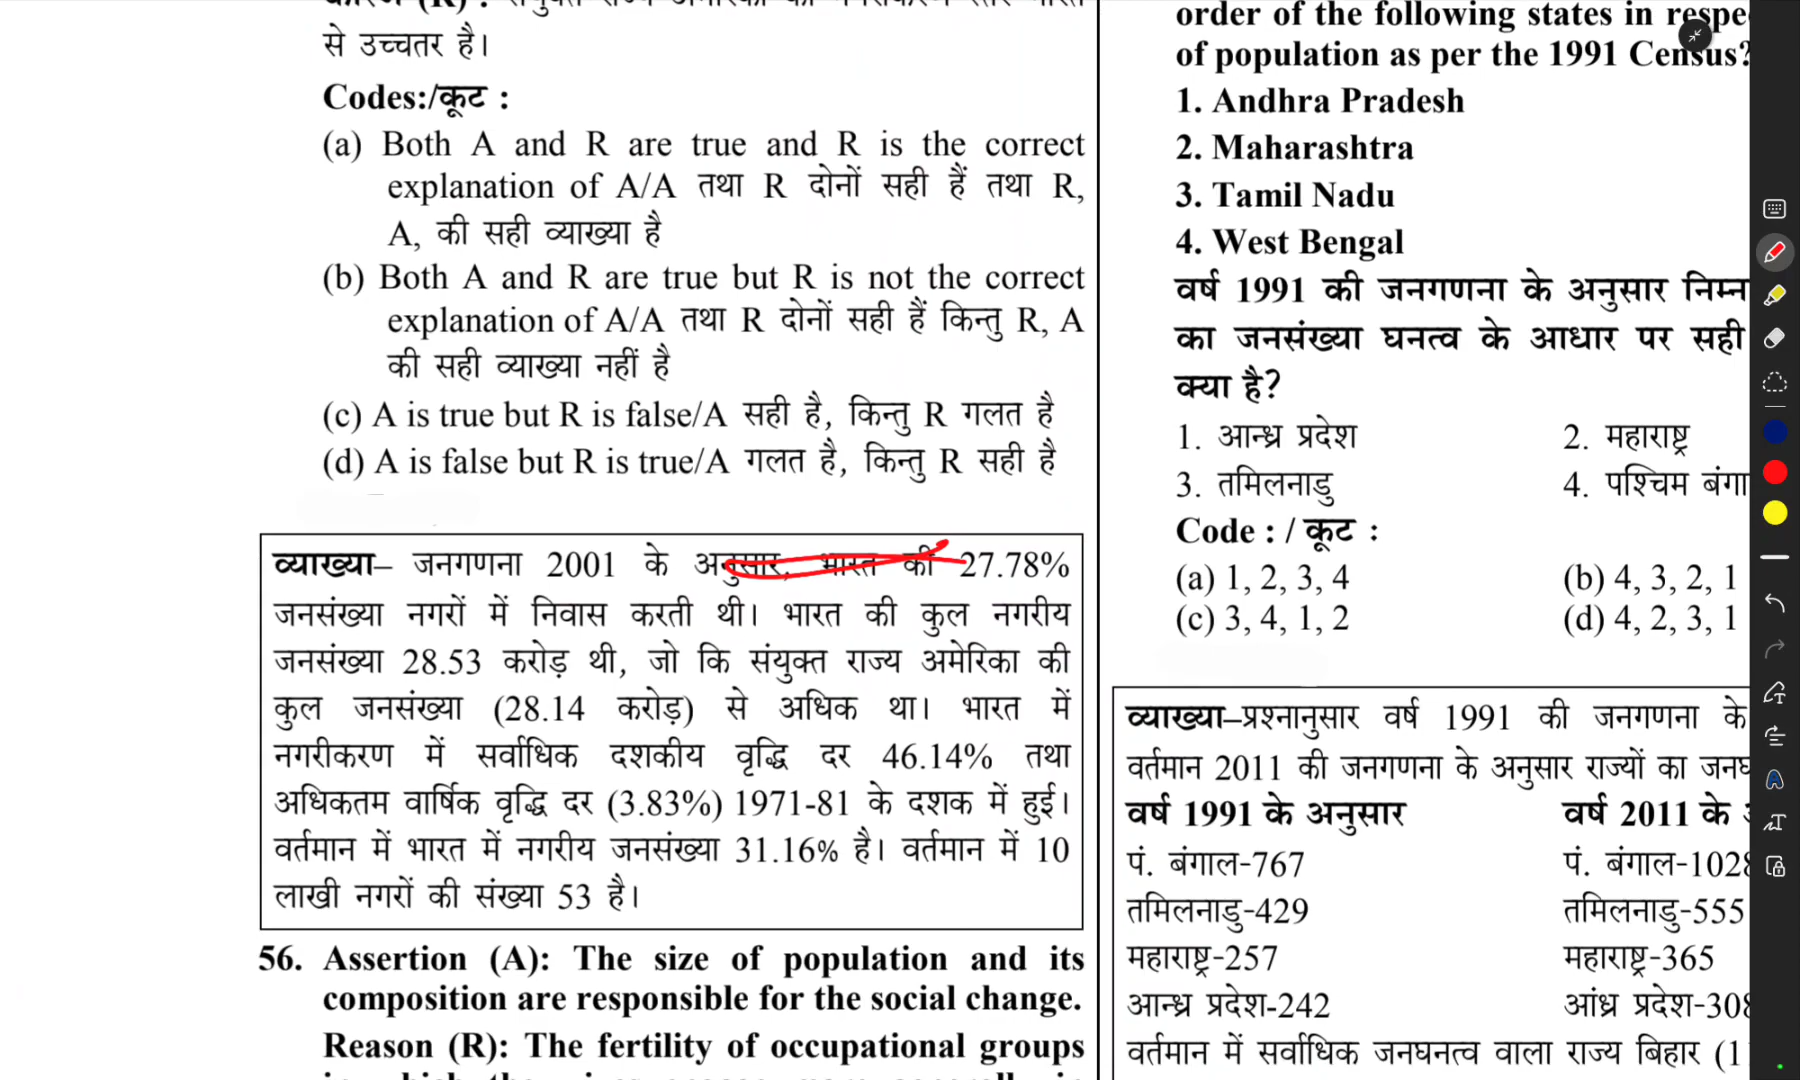 से उच्चतर है।
Codes:/कूट :
(a) Both A and R are true and R is the correct
explanation of A/A तथा R दोनों सही हैं तथा R,
A, की सही व्याख्या है
(b) Both A and R are true but R is not the correct
explanation of A/A तथा R दोनों सही हैं किन्तु R, A
की सही व्याख्या नहीं है
(c) A is true but R is false/A सही है, किन्तु R गलत है
(d) A is false but R is true/A गलत है, किन्तु R सही है
व्याख्या– जनगणना 2001 के अनुसार, भारत की 27.78%
जनसंख्या नगरों में निवास करती थी। भारत की कुल नगरीय
जनसंख्या 28.53 करोड़ थी, जो कि संयुक्त राज्य अमेरिका की
कुल जनसंख्या (28.14 करोड़) से अधिक था। भारत में
नगरीकरण में सर्वाधिक दशकीय वृद्धि दर 46.14% तथा
अधिकतम वार्षिक वृद्धि दर (3.83%) 1971-81 के दशक में हुई।
वर्तमान में भारत में नगरीय जनसंख्या 31.16% है। वर्तमान में 10
लाखी नगरों की संख्या 53 है।
56. Assertion (A): The size of population and its
composition are responsible for the social change.
Reason (R): The fertility of occupational groups
order of the following states in respe
of population as per the 1991 Census?
1. Andhra Pradesh
2. Maharashtra
3. Tamil Nadu
4. West Bengal
वर्ष 1991 की जनगणना के अनुसार निम्न
का जनसंख्या घनत्व के आधार पर सही
क्या है?
1. आन्ध्र प्रदेश 2. महाराष्ट्र
3. तमिलनाडु 4. पश्चिम बंगा
Code : / कूट :
(a) 1, 2, 3, 4 (b) 4, 3, 2, 1
(c) 3, 4, 1, 2 (d) 4, 2, 3, 1
व्याख्या–प्रश्नानुसार वर्ष 1991 की जनगणना के
वर्तमान 2011 की जनगणना के अनुसार राज्यों का
वर्ष 1991 के अनुसार वर्ष 2011 के
पं. बंगाल-767 पं. बंगाल-1028
तमिलनाडु-429 तमिलनाडु-555
महाराष्ट्र-257 महाराष्ट्र-365
आन्ध्र प्रदेश-242 आंध्र प्रदेश-308
वर्तमान में सर्वाधिक जनघनत्व वाला राज्य बिहार (1